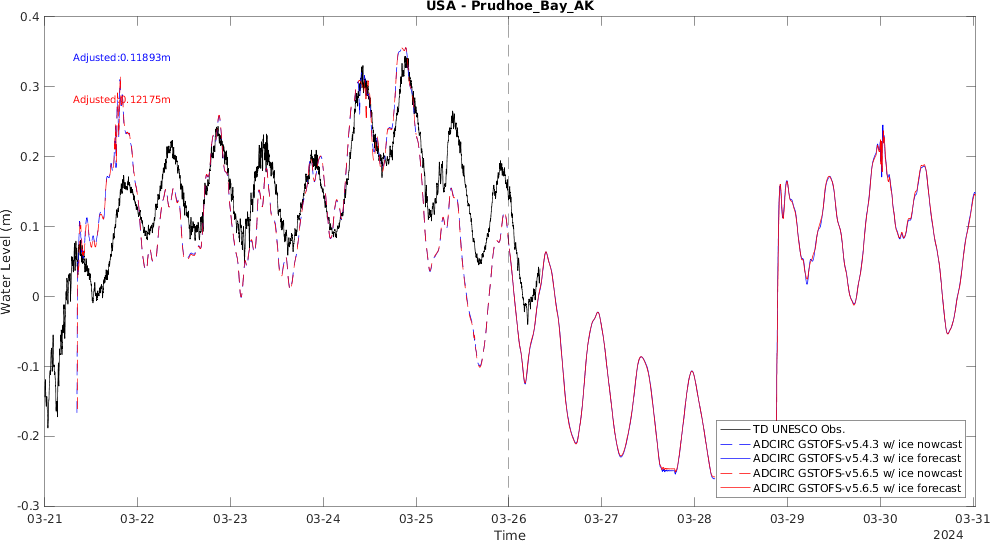 USA - Prudhoe_Bay_AK
0.4
0.3
0.2
0.1
0
-0.1
-0.2
-0.3
Water Level (m)
Adjusted:0.11893m
Adjusted:0.12175m
TD UNESCO Obs.
ADCIRC GSTOFS-v5.4.3 w/ ice nowcast
ADCIRC GSTOFS-v5.4.3 w/ ice forecast
ADCIRC GSTOFS-v5.6.5 w/ ice nowcast
ADCIRC GSTOFS-v5.6.5 w/ ice forecast
03-21 03-22 03-23 03-24 03-25 03-26 03-27 03-28 03-29 03-30 03-31
Time
2024